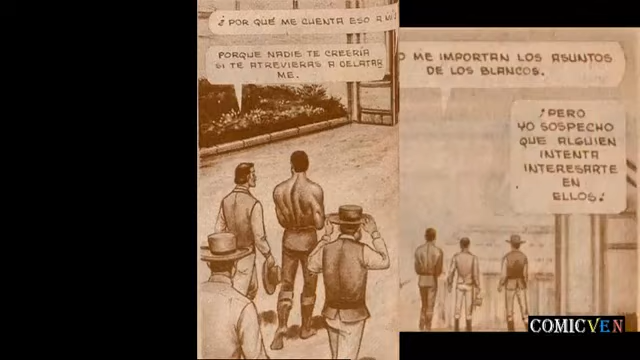 ¿POR QUÉ ME CUENTA ESO A MÍ?
PORQUE NADIE TE CREERÍA
SI TE ATREVIERAS A DELATAR
ME.
ME IMPORTAN LOS ASUNTOS
DE LOS BLANCOS.
¡PERO
YO SOSPECHO
QUE ALGUIEN
INTENTA
INTERESARTE
EN
ELLOS!
COMICVEN